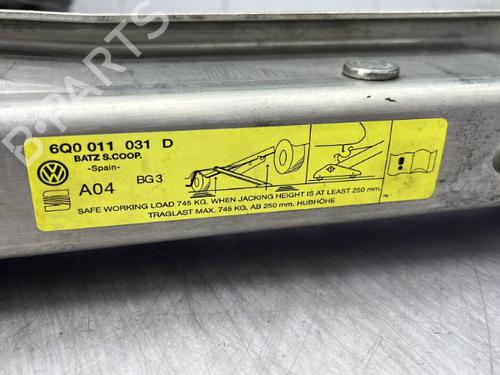 6Q0 011 031 D
BATZ S.COOP.
-Spain-
A04 BG3
SAFE WORKING LOAD 745 KG. WHEN JACKING HEIGHT IS AT LEAST 250 mm.
TRAGLAST MAX. 745 KG. AB 250 mm. HUBHÖHE